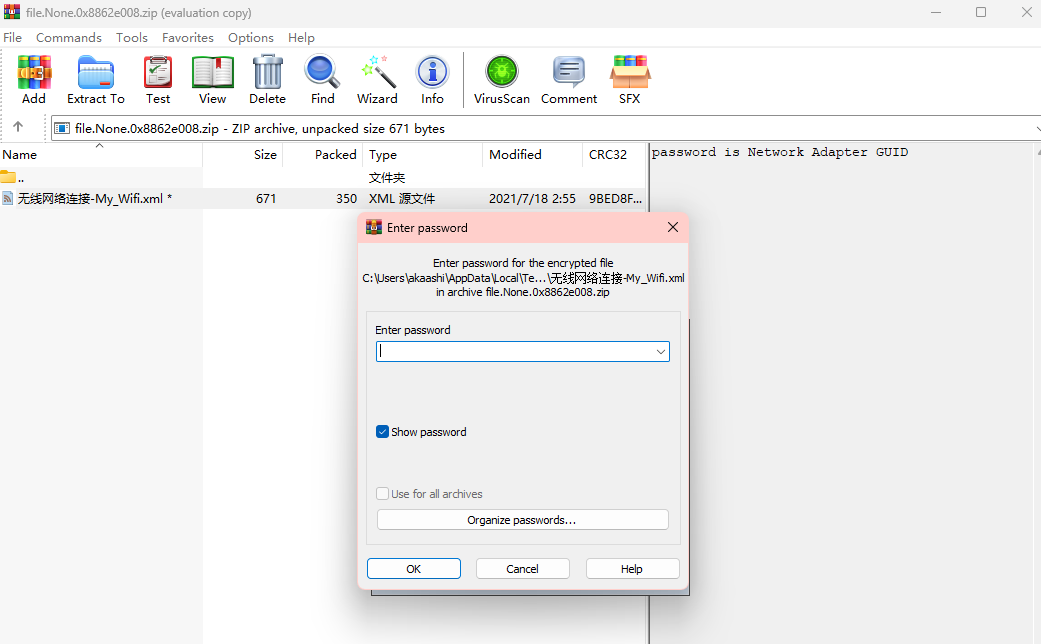 file.None.0x8862e008.zip (evaluation copy)
File Commands Tools Favorites Options Help
Add Extract To Test View Delete Find Wizard Info VirusScan Comment SFX
file.None.0x8862e008.zip - ZIP archive, unpacked size 671 bytes
Name Size Packed Type Modified CRC32
password is Network Adapter GUID
.. 文件夹
无线网络连接-My_Wifi.xml * 671 350 XML 源文件 2021/7/18 2:55 9BED8F...
Enter password
Enter password for the encrypted file
C:\Users\akaashi\AppData\Local\Te...\无线网络连接-My_Wifi.xml
in archive file.None.0x8862e008.zip
Enter password
Show password
Use for all archives
Organize passwords...
OK Cancel Help